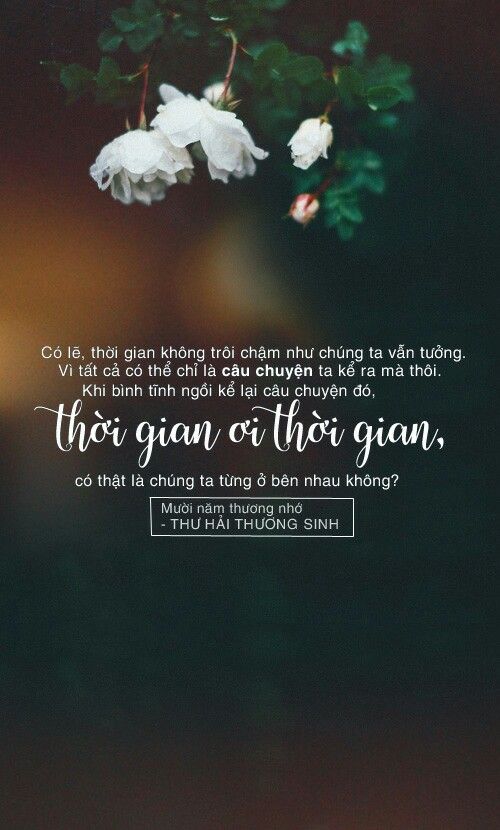 Có lẽ, thời gian không trôi chậm như chúng ta vẫn tưởng.
Vì tất cả có thể chỉ là câu chuyện ta kể ra mà thôi.
Khi bình tĩnh ngồi kể lại câu chuyện đó,
thời gian ơi thời gian,
có thật là chúng ta từng ở bên nhau không?
Mười năm thương nhớ
- THƯ HẢI THƯƠNG SINH